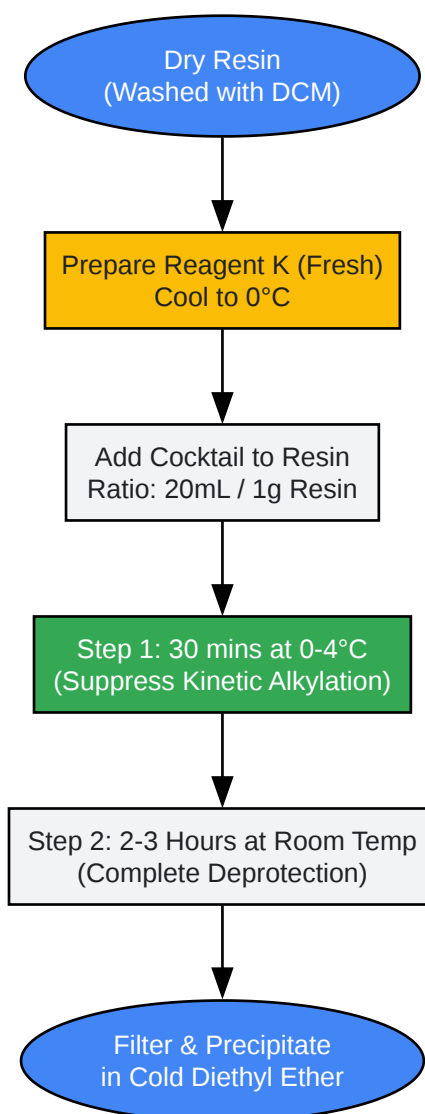 Dry Resin
(Washed with DCM)
Prepare Reagent K (Fresh)
Cool to 0°C
Add Cocktail to Resin
Ratio: 20mL / 1g Resin
Step 1: 30 mins at 0-4°C
(Suppress Kinetic Alkylation)
Step 2: 2-3 Hours at Room Temp
(Complete Deprotection)
Filter & Precipitate
in Cold Diethyl Ether